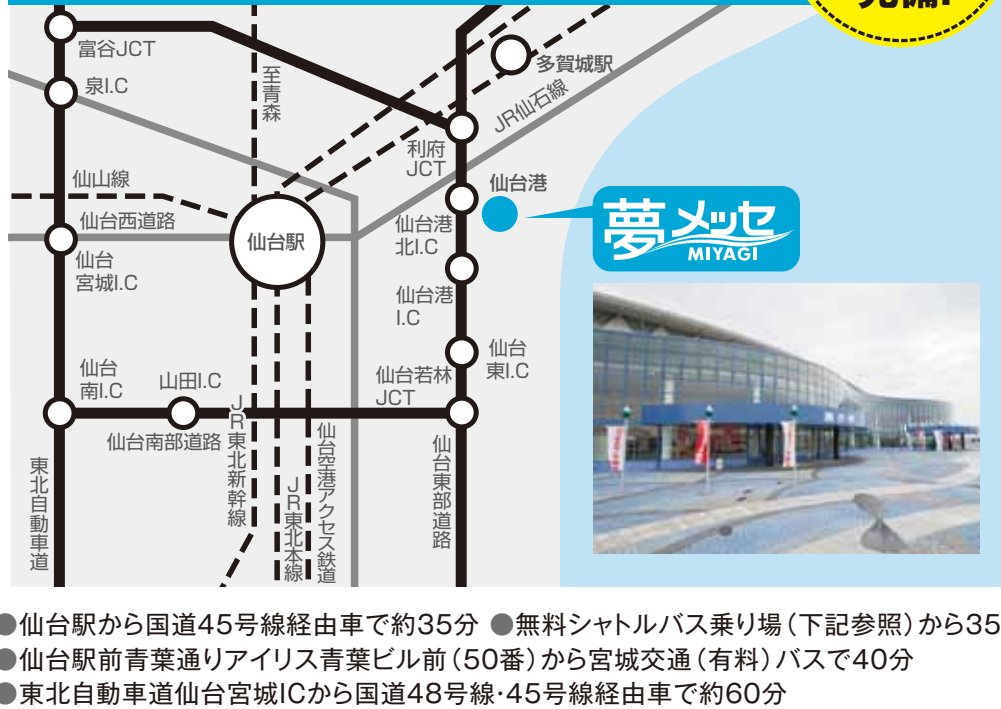 完備!
富谷JCT
泉I.C
至青森
多賀城駅
JR仙石線
利府
JCT
仙山線
仙台港
仙台西道路
仙台港
北I.C
夢メッセ
MIYAGI
仙台駅
仙台
宮城I.C
仙台港
I.C
仙台
東I.C
仙台
南I.C
山田I.C
仙台若林
JCT
仙台南部道路
東北自動車道
JR東北新幹線
JR東北本線
仙台空港アクセス鉄道
仙台東部道路
●仙台駅から国道45号線経由車で約35分 ●無料シャトルバス乗り場(下記参照)から35
●仙台駅前青葉通りアイリス青葉ビル前(50番)から宮城交通(有料)バスで40分
●東北自動車道仙台宮城ICから国道48号線・45号線経由車で約60分